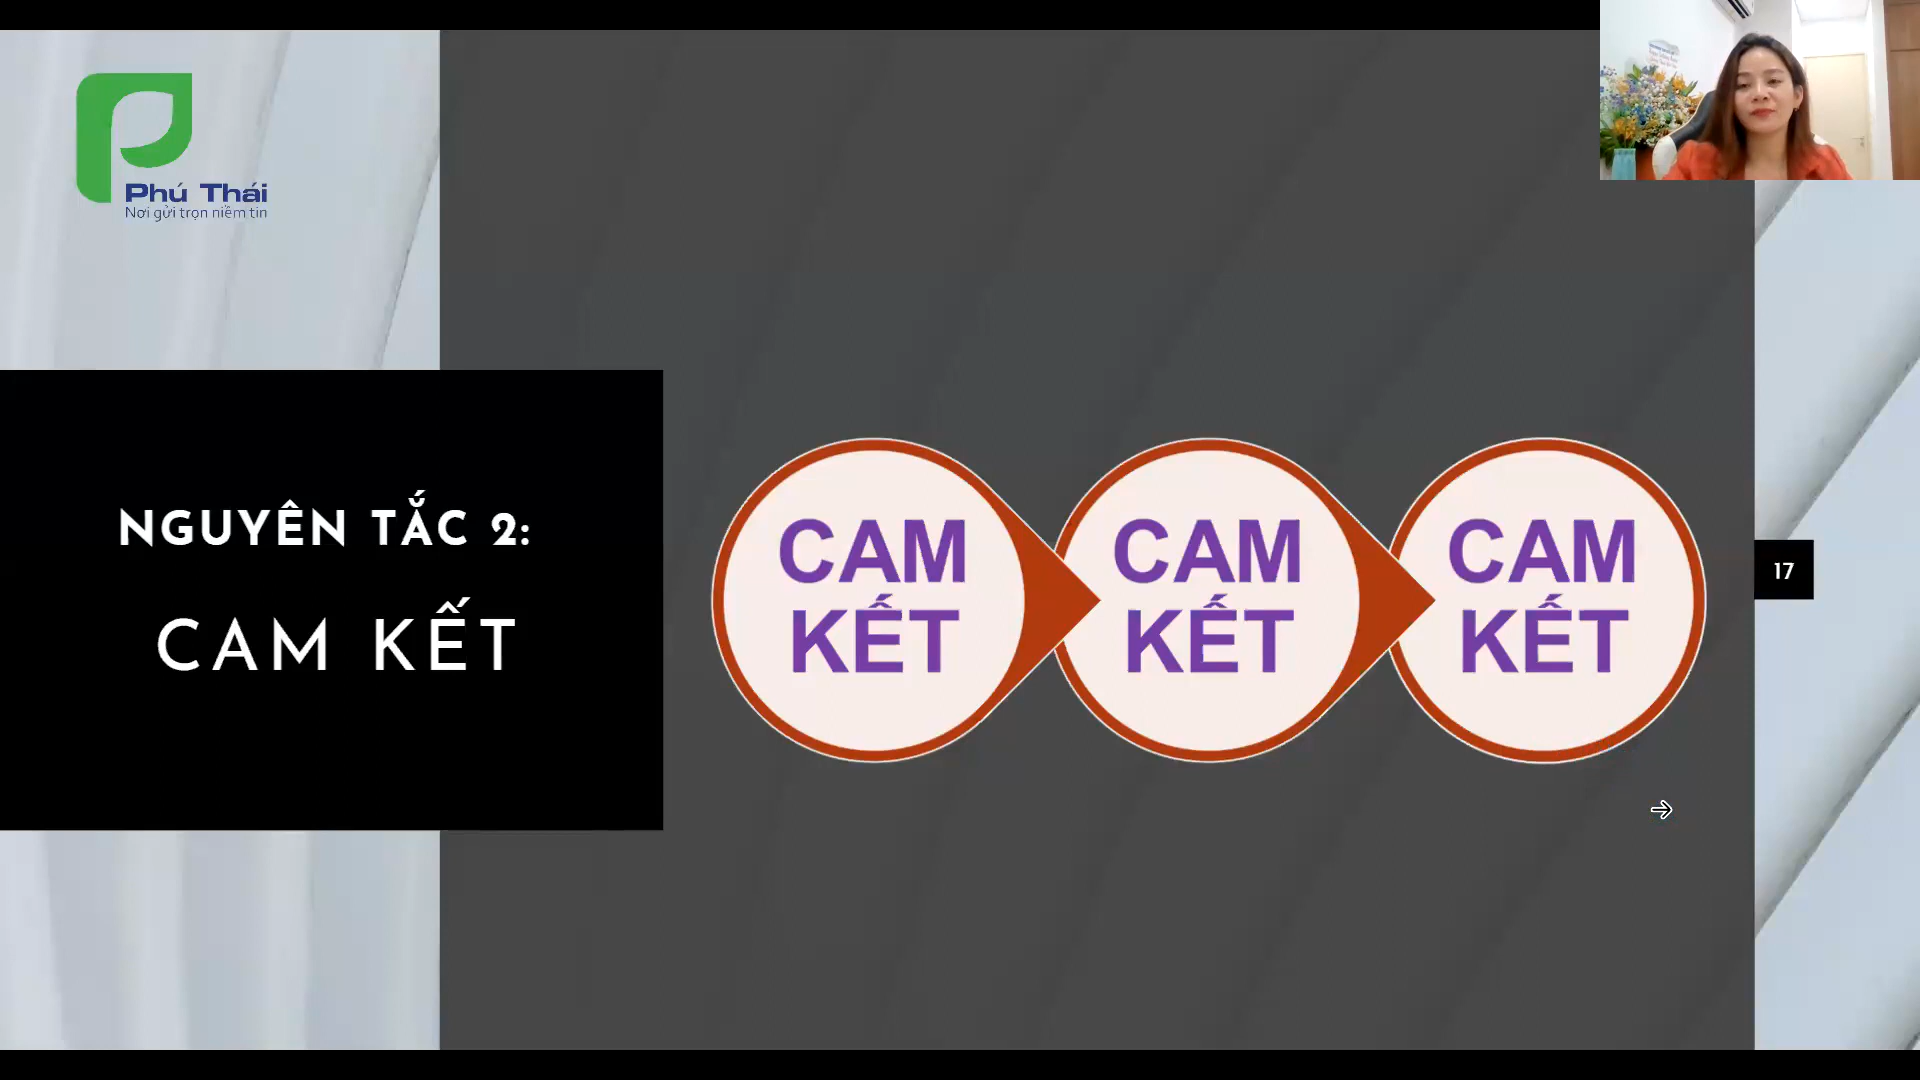 Phú Thái
Nơi gửi trọn niềm tin
NGUYÊN TẮC 2:
CAM KẾT
CAM
KẾT
CAM
KẾT
CAM
KẾT
17